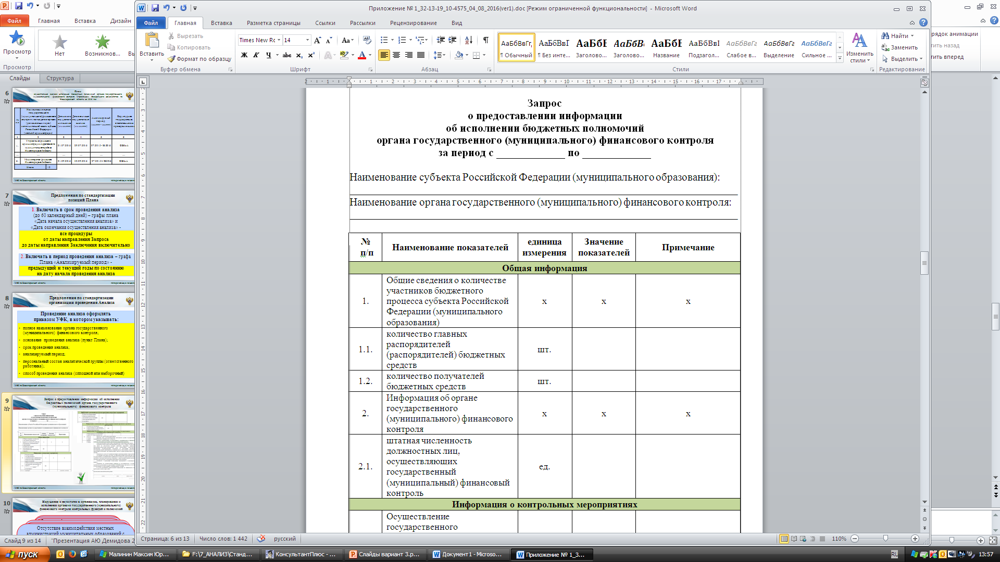 Приложение № 1_32-13-19_10-4575_04_08_2016(ver1).doc [Режим ограниченной функциональности] - Microsoft Word
Файл
Главная
Вставка
Дизайн
Файл
Главная
Вставка
Разметка страницы
Ссылки
Рассылки
Рецензирование
Вид
Просмотр
Нет
Возникнов...
Просмотр
Вставить
Вырезать
Копировать
Формат по образцу
Буфер обмена
Times New Rc
14
Ж К Ч abc x₂ x²
Шрифт
Абзац
АаБбВвГг,
¶ Обычный
АаБбВвІ
¶ Без инте...
АаБбЕ
Заголово...
АаБбВ
Заголово...
АаБбЕ
Название
АаБбВвІ
Подзагол...
АаБбВвГг
Слабое в...
АаБбВвГг
Выделение
АаБбВвГг
Сильное ...
Изменить стили
Стили
Найти
Заменить
Выделить
Редактирование
рядок анимации
тить назад
тить вперед
Слайды
Структура
6
План
7
Предложения по стандартизации
позиций Плана
1. Включать в срок проведения анализа
(до 60 календарный дней) – графы плана
«Дата начала осуществления анализа» и
«Дата окончания осуществления анализа» -
все процедуры
от даты направления Запроса
до даты направления Заключения включительно
2. Включать в период проведения анализа – графа
Плана «Анализируемый период» -
предыдущий и текущий годы по состоянию
на дату начала проведения анализа
8
Предложения по стандартизации
организации проведения Анализа
Проведение анализа оформлять
приказом УФК, в котором указывать:
- полное наименование органа государственного
(муниципального) финансового контроля;
- основание проведения анализа (пункт Плана);
- срок проведения анализа;
- анализируемый период;
- персональный состав аналитической группы (ответственного
работника);
- способ проведения анализа (сплошной или выборочный)
9
Запрос о предоставлении информации об исполнении
бюджетных полномочий органа государственного
(муниципального) финансового контроля
10
Нарушения и недостатки в организации, планировании и
исполнении органами государственного (муниципального)
финансового контроля контрольных функций и полномочий
Отсутствие взаимодействия местных
администраций муниципальных образований с
Запрос
о предоставлении информации
об исполнении бюджетных полномочий
органа государственного (муниципального) финансового контроля
за период с ____________ по ____________
Наименование субъекта Российской Федерации (муниципального образования):
Наименование органа государственного (муниципального) финансового контроля:
№ п/п
Наименование показателей
единица измерения
Значение показателей
Примечание
Общая информация
1.
Общие сведения о количестве
участников бюджетного
процесса субъекта Российской
Федерации (муниципального
образования)
х
х
х
1.1.
количество главных
распорядителей
(распорядителей) бюджетных
средств
шт.
1.2.
количество получателей
бюджетных средств
шт.
2.
Информация об органе
государственного
(муниципального) финансового
контроля
х
х
х
2.1.
штатная численность
должностных лиц,
осуществляющих
государственный
(муниципальный) финансовый
контроль
ед.
Информация о контрольных мероприятиях
Осуществление
государственного
Слайд 9 из 14
"Презентация АЮ Демидова 2
Страница: 6 из 13
Число слов: 1 442
русский
110%
пуск
Малинин Максим Юр...
F:\7_АНАЛИЗ\Станд...
КонсультантПлюс - ...
Слайды вариант 3.p...
Документ1 - Microso...
Приложение № 1_3...
RU
13:57